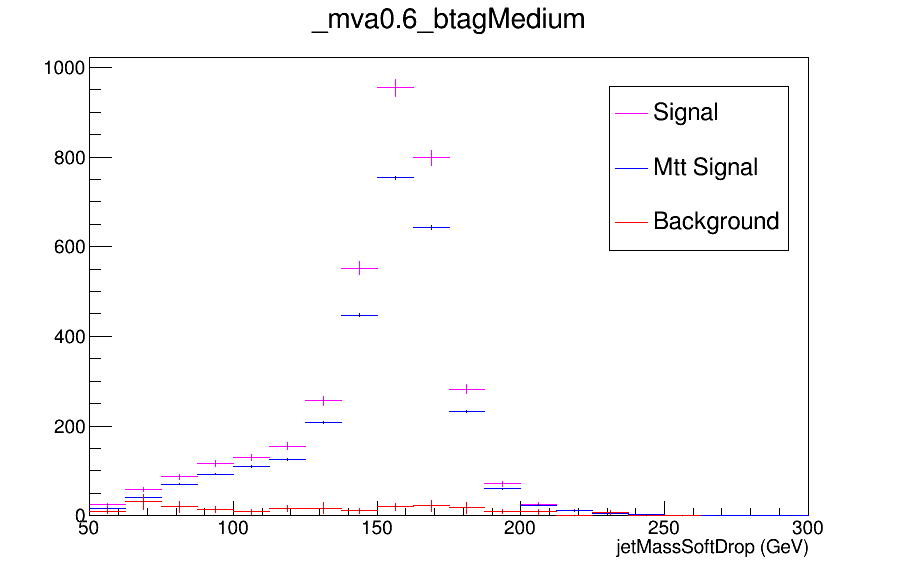 _mva0.6_btagMedium
1000
800
600
400
200
0
Signal
Mtt Signal
Background
50 100 150 200 250 300
jetMassSoftDrop (GeV)